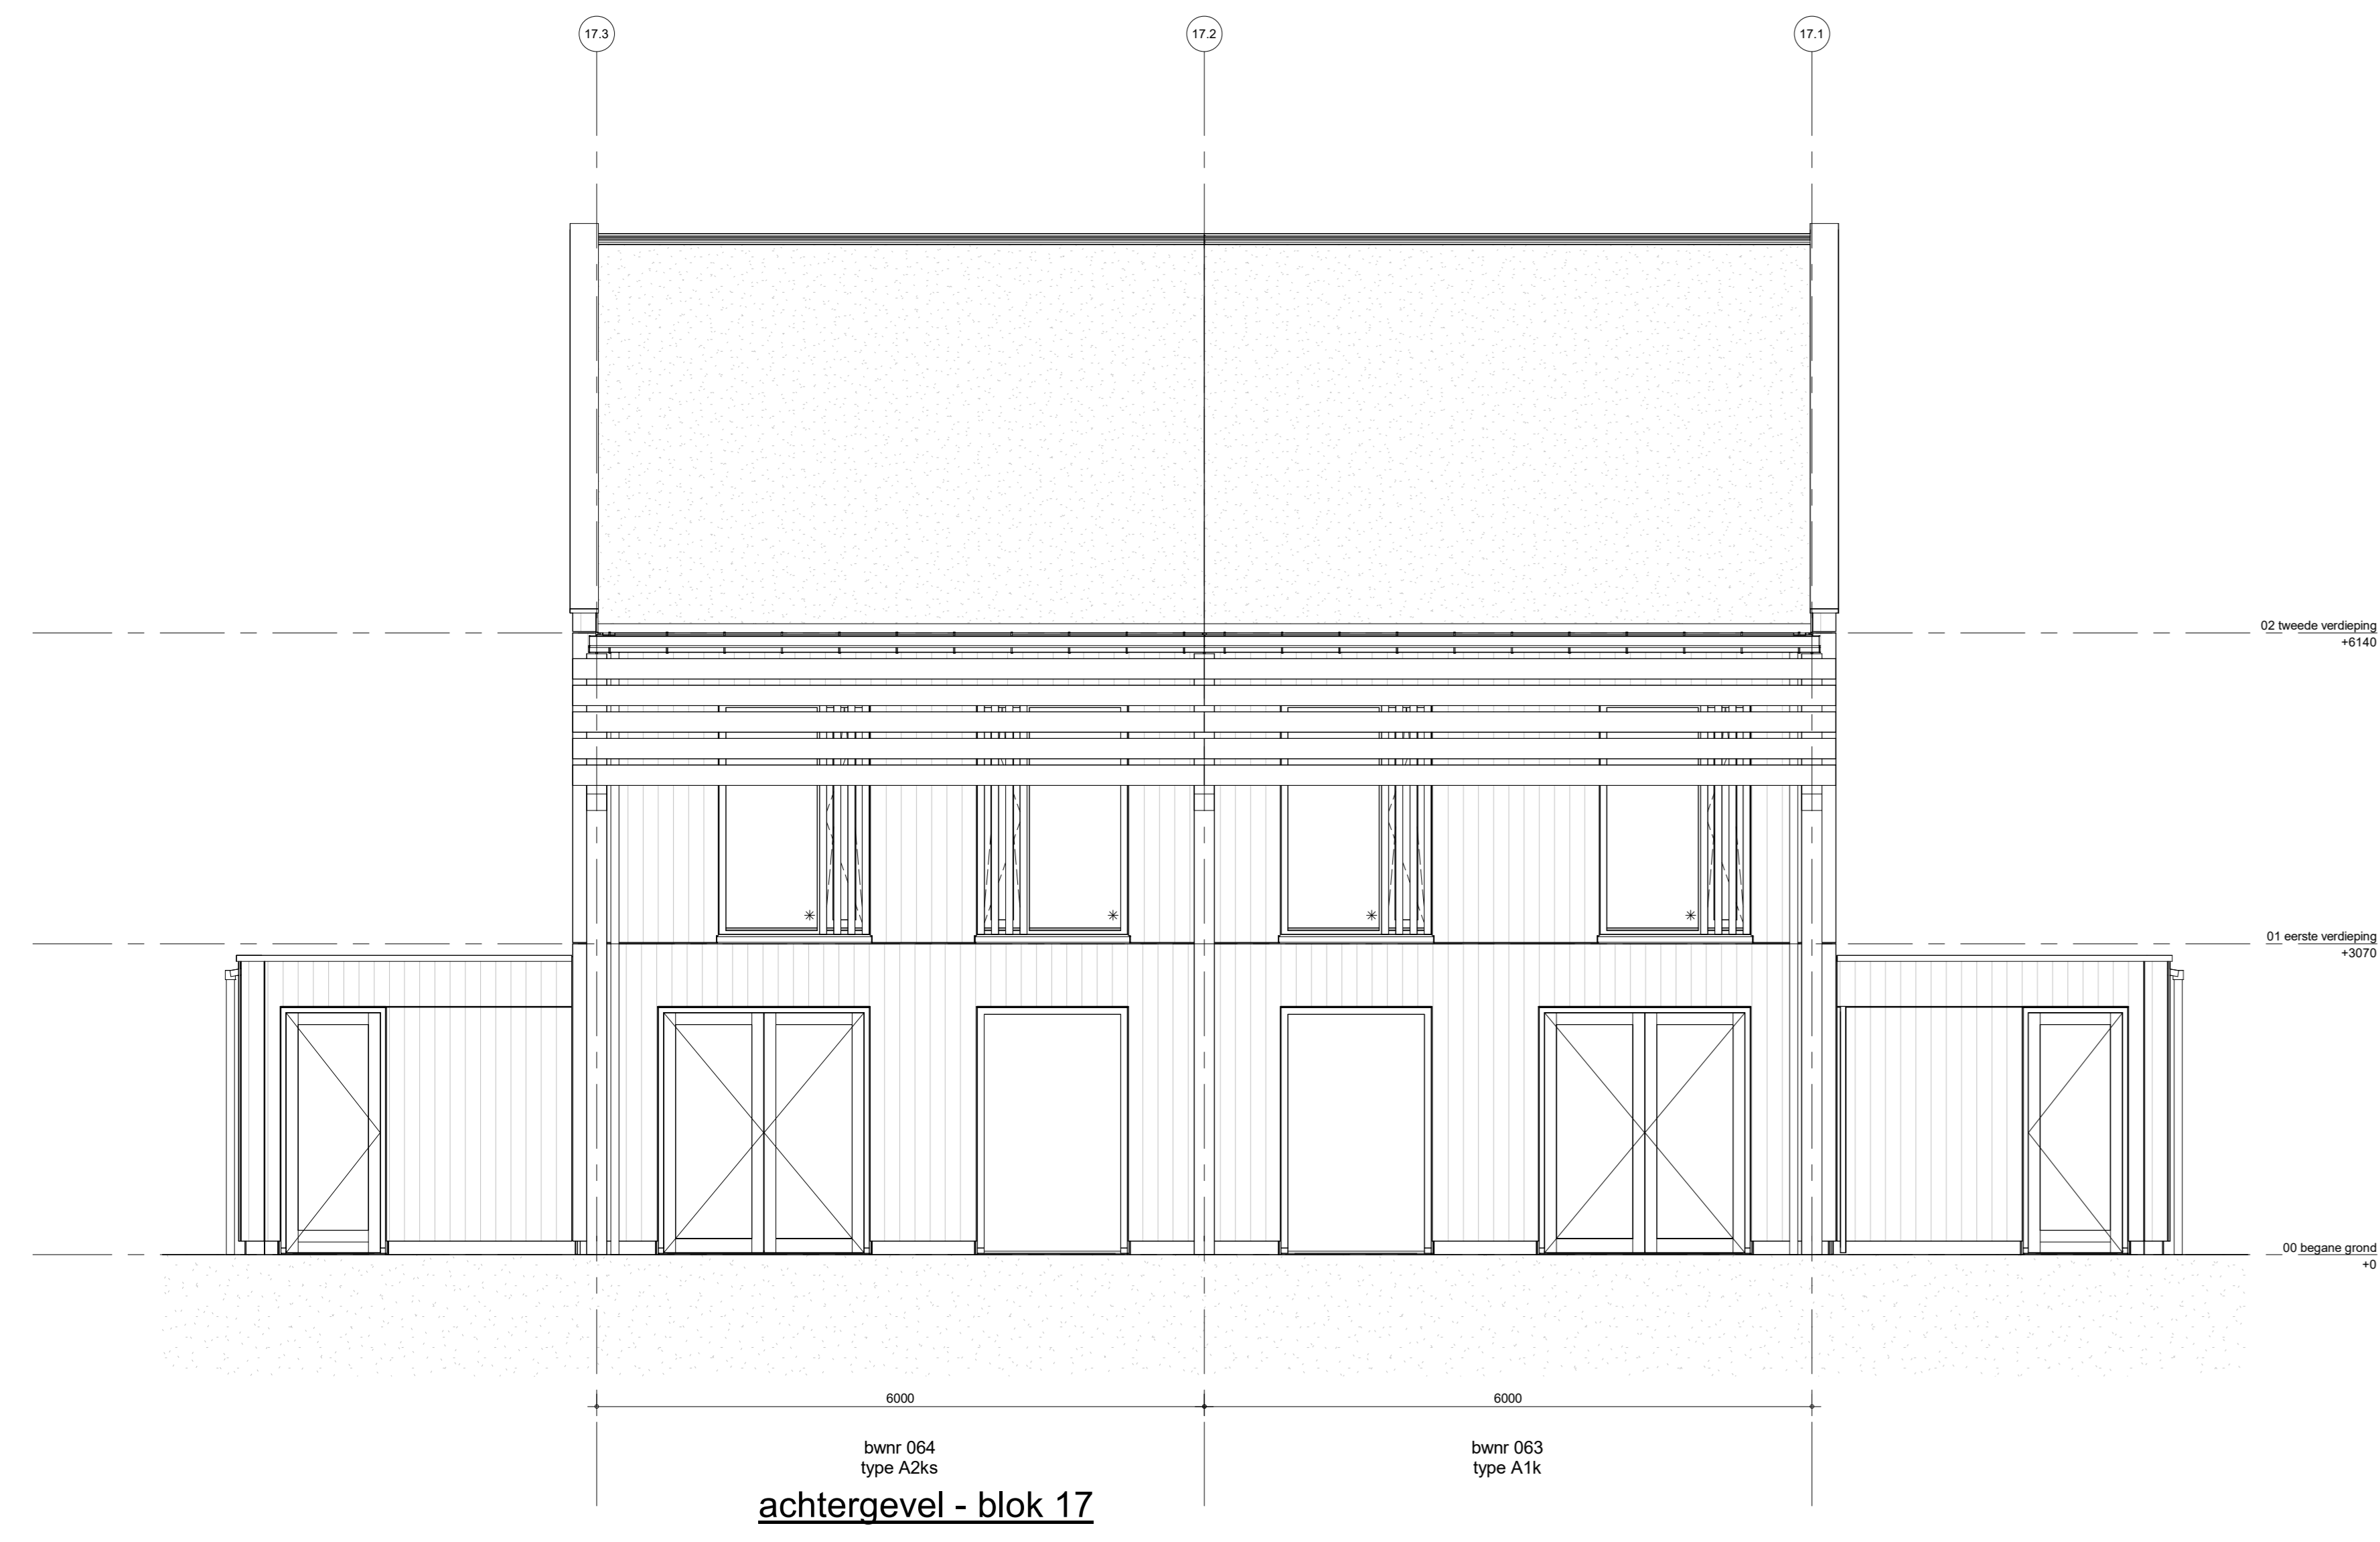 17.3
17.2
17.1
02 tweede verdieping
+6140
01 eerste verdieping
+3070
00 begane grond
+0
6000
6000
bwnr 064
type A2ks
bwnr 063
type A1k
achtergevel - blok 17